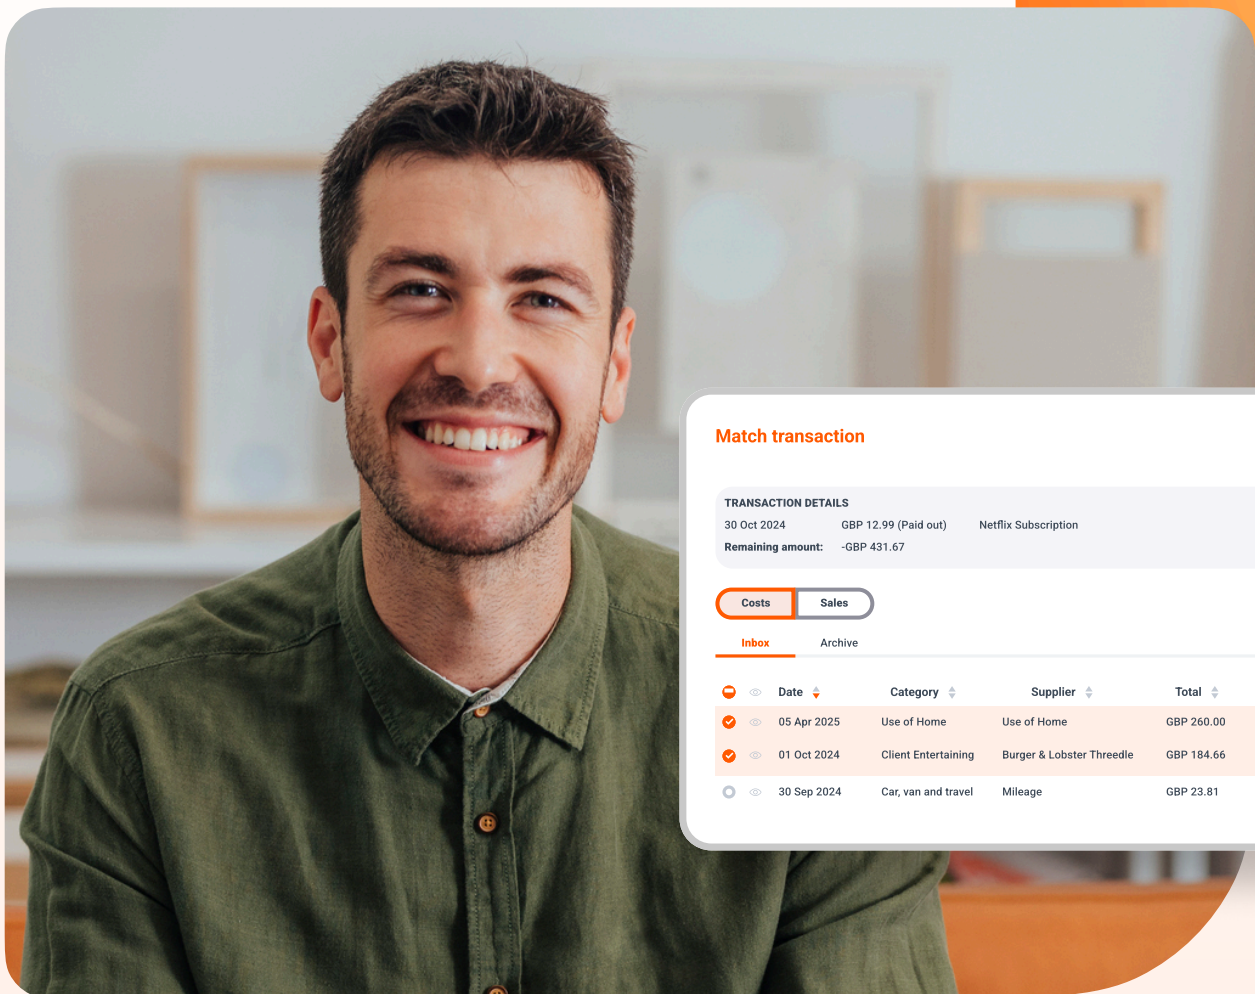 Match transaction
TRANSACTION DETAILS
30 Oct 2024 GBP 12.99 (Paid out) Netflix Subscription
Remaining amount: -GBP 431.67
Costs Sales
Inbox Archive
Date Category Supplier Total
05 Apr 2025 Use of Home Use of Home GBP 260.00
01 Oct 2024 Client Entertaining Burger & Lobster Threedle GBP 184.66
30 Sep 2024 Car, van and travel Mileage GBP 23.81